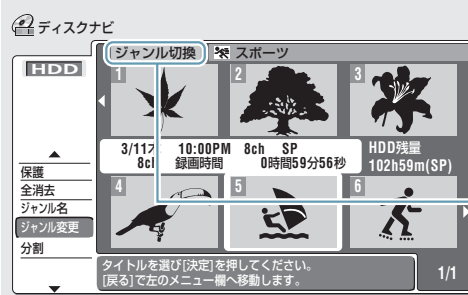 ディスクナビ
HDD
ジャンル切換 スポーツ
1
2
3
3/11木 10:00PM 8ch SP
8ch 録画時間 0時間59分56秒
HDD残量
102h59m(SP)
保護
全消去
ジャンル名
ジャンル変更
分割
4
5
6
タイトルを選び[決定]を押してください。
[戻る]で左のメニュー欄へ移動します。
1/1